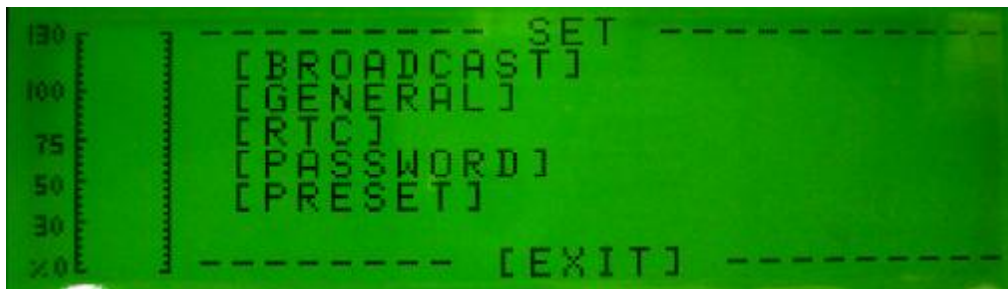 130
100
75
50
30
%0
--------- SET ---------
[BROADCAST]
[GENERAL]
[RTC]
[PASSWORD]
[PRESET]
-------- [EXIT] --------